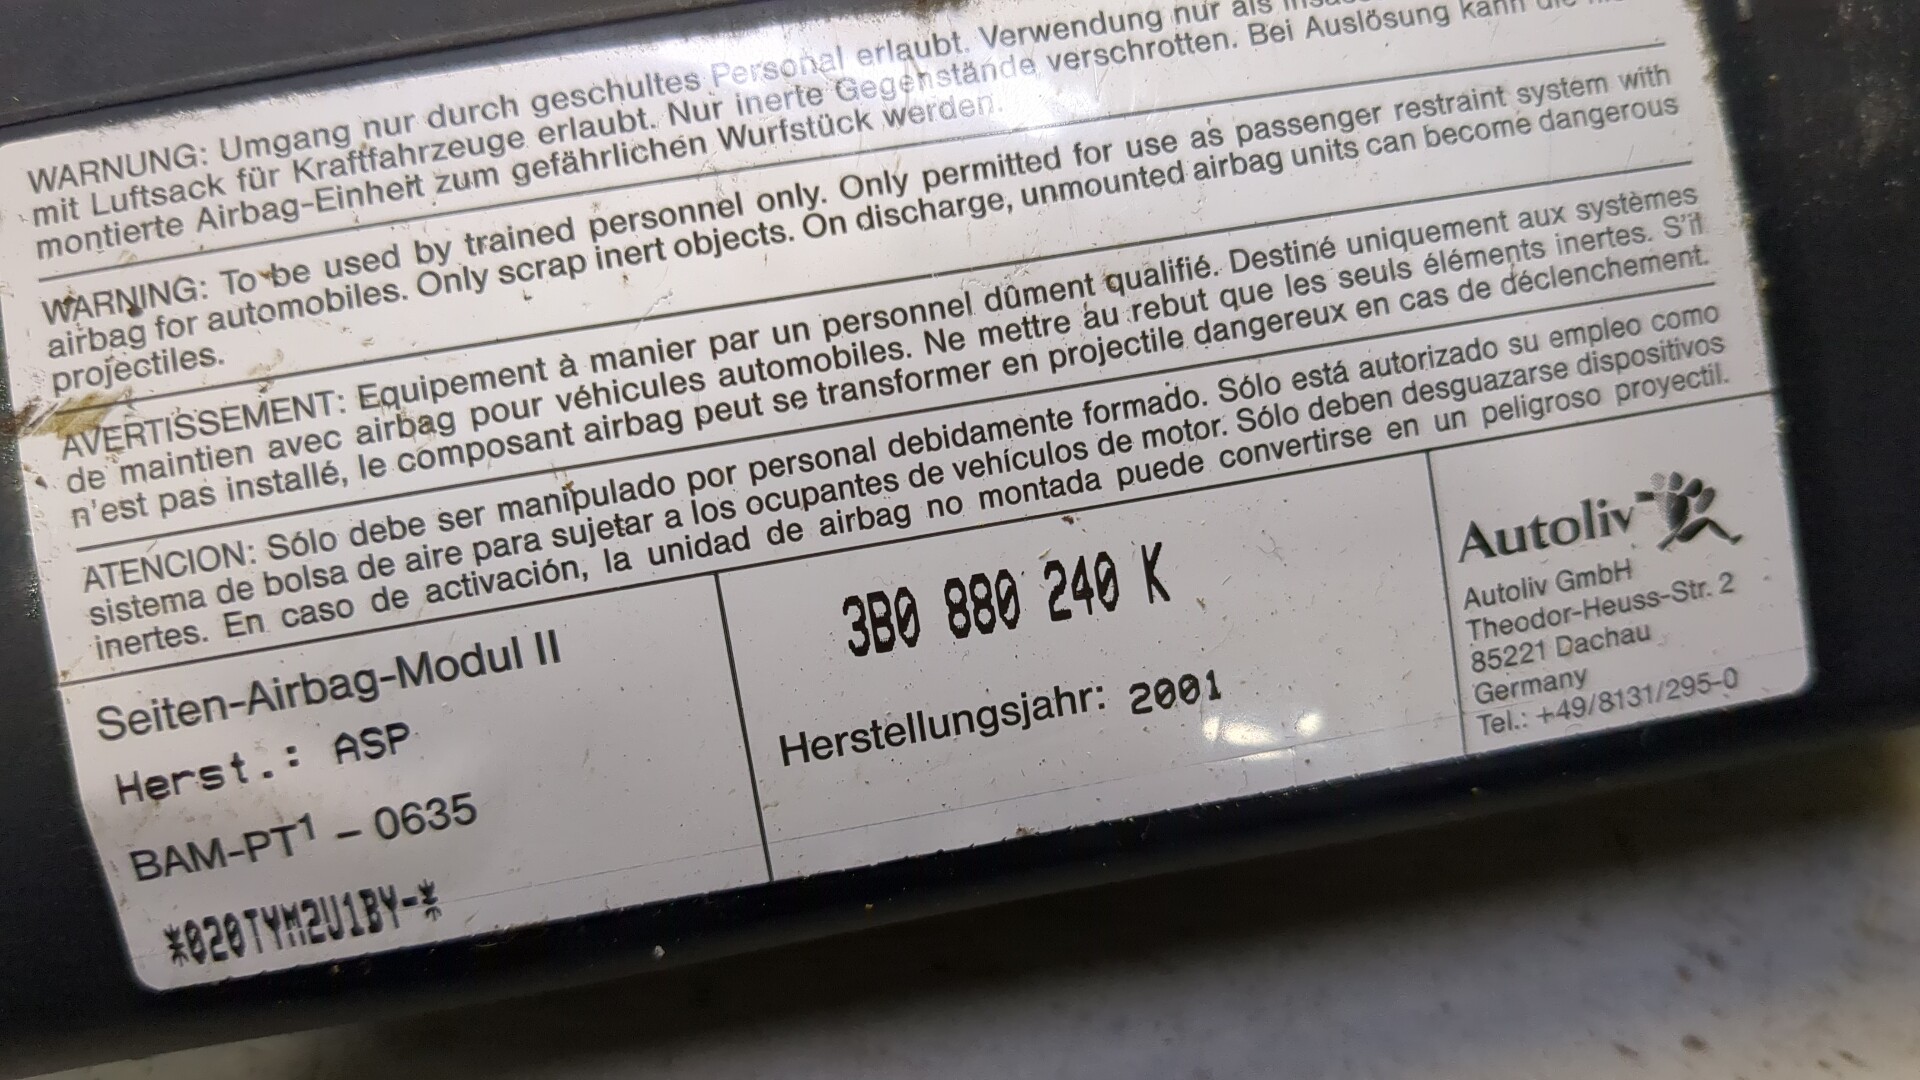 WARNUNG: Umgang nur durch geschultes Personal erlaubt. Verwendung nur als
mit Luftsack für Kraftfahrzeuge erlaubt. Nur inerte Gegenstände verschrotten. Bei Auslösung kann
montierte Airbag-Einheit zum gefährlichen Wurfstück werden.
WARNING: To be used by trained personnel only. Only permitted for use as passenger restraint system with
airbag for automobiles. Only scrap inert objects. On discharge, unmounted airbag units can become dangerous
projectiles.
AVERTISSEMENT: Equipement à manier par un personnel dûment qualifié. Destiné uniquement aux systèmes
de maintien avec airbag pour véhicules automobiles. Ne mettre au rebut que les seuls éléments inertes. S'il
n'est pas installé, le composant airbag peut se transformer en projectile dangereux en cas de déclenchement.
ATENCION: Sólo debe ser manipulado por personal debidamente formado. Sólo está autorizado su empleo como
sistema de bolsa de aire para sujetar a los ocupantes de vehículos de motor. Sólo deben desguazarse dispositivos
inertes. En caso de activación, la unidad de airbag no montada puede convertirse en un peligroso proyectil.
Seiten-Airbag-Modul II
Herst.: ASP
BAM-PT1 – 0635
*020TYM2U1BY-*
3B0 880 240 K
Herstellungsjahr: 2001
Autoliv
Autoliv GmbH
Theodor-Heuss-Str. 2
85221 Dachau
Germany
Tel.: +49/8131/295-0